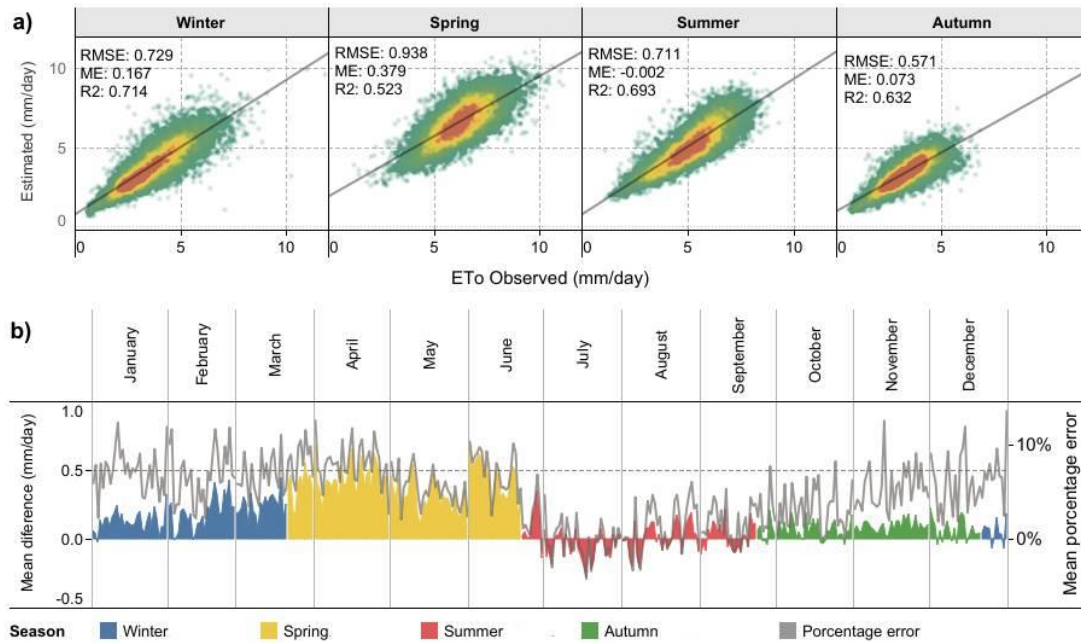 a)
Winter
Spring
Summer
Autumn
RMSE: 0.729
ME: 0.167
R2: 0.714
RMSE: 0.938
ME: 0.379
R2: 0.523
RMSE: 0.711
ME: -0.002
R2: 0.693
RMSE: 0.571
ME: 0.073
R2: 0.632
Estimated (mm/day)
10
5
0
0 5 10
0 5 10
0 5 10
0 5 10
ETo Observed (mm/day)
b)
January
February
March
April
May
June
July
August
September
October
November
December
Mean diference (mm/day)
1.0
0.5
0.0
-0.5
10%
0%
Mean porcentage error
Season Winter Spring Summer Autumn Porcentage error